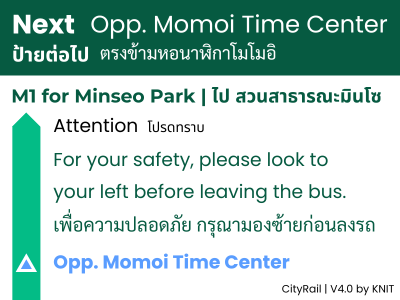 Next Opp. Momoi Time Center
ป้ายต่อไป ตรงข้ามหอนาฬิกาโมโมอิ
M1 for Minseo Park | ไป สวนสาธารณะมินโซ
Attention โปรดทราบ
For your safety, please look to
your left before leaving the bus.
เพื่อความปลอดภัย กรุณามองซ้ายก่อนลงรถ
Opp. Momoi Time Center
CityRail | V4.0 by KNIT